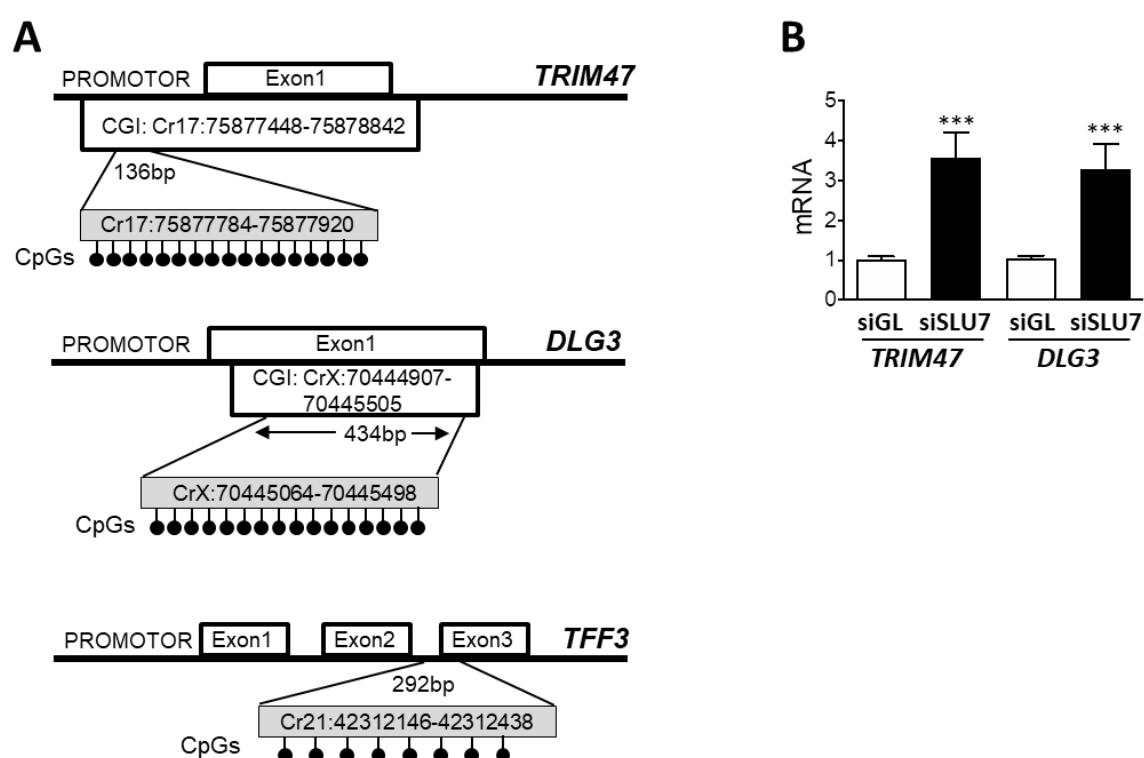 A
PROMOTOR Exon1 TRIM47
CGI: Cr17:75877448-75878842
136bp
Cr17:75877784-75877920
CpGs
PROMOTOR Exon1 DLG3
CGI: CrX:70444907-
70445505
434bp
CrX:70445064-70445498
CpGs
PROMOTOR Exon1 Exon2 Exon3 TFF3
292bp
Cr21:42312146-42312438
CpGs
B
mRNA
5
4
3
2
1
0
*** ***
siGL siSLU7 siGL siSLU7
TRIM47 DLG3